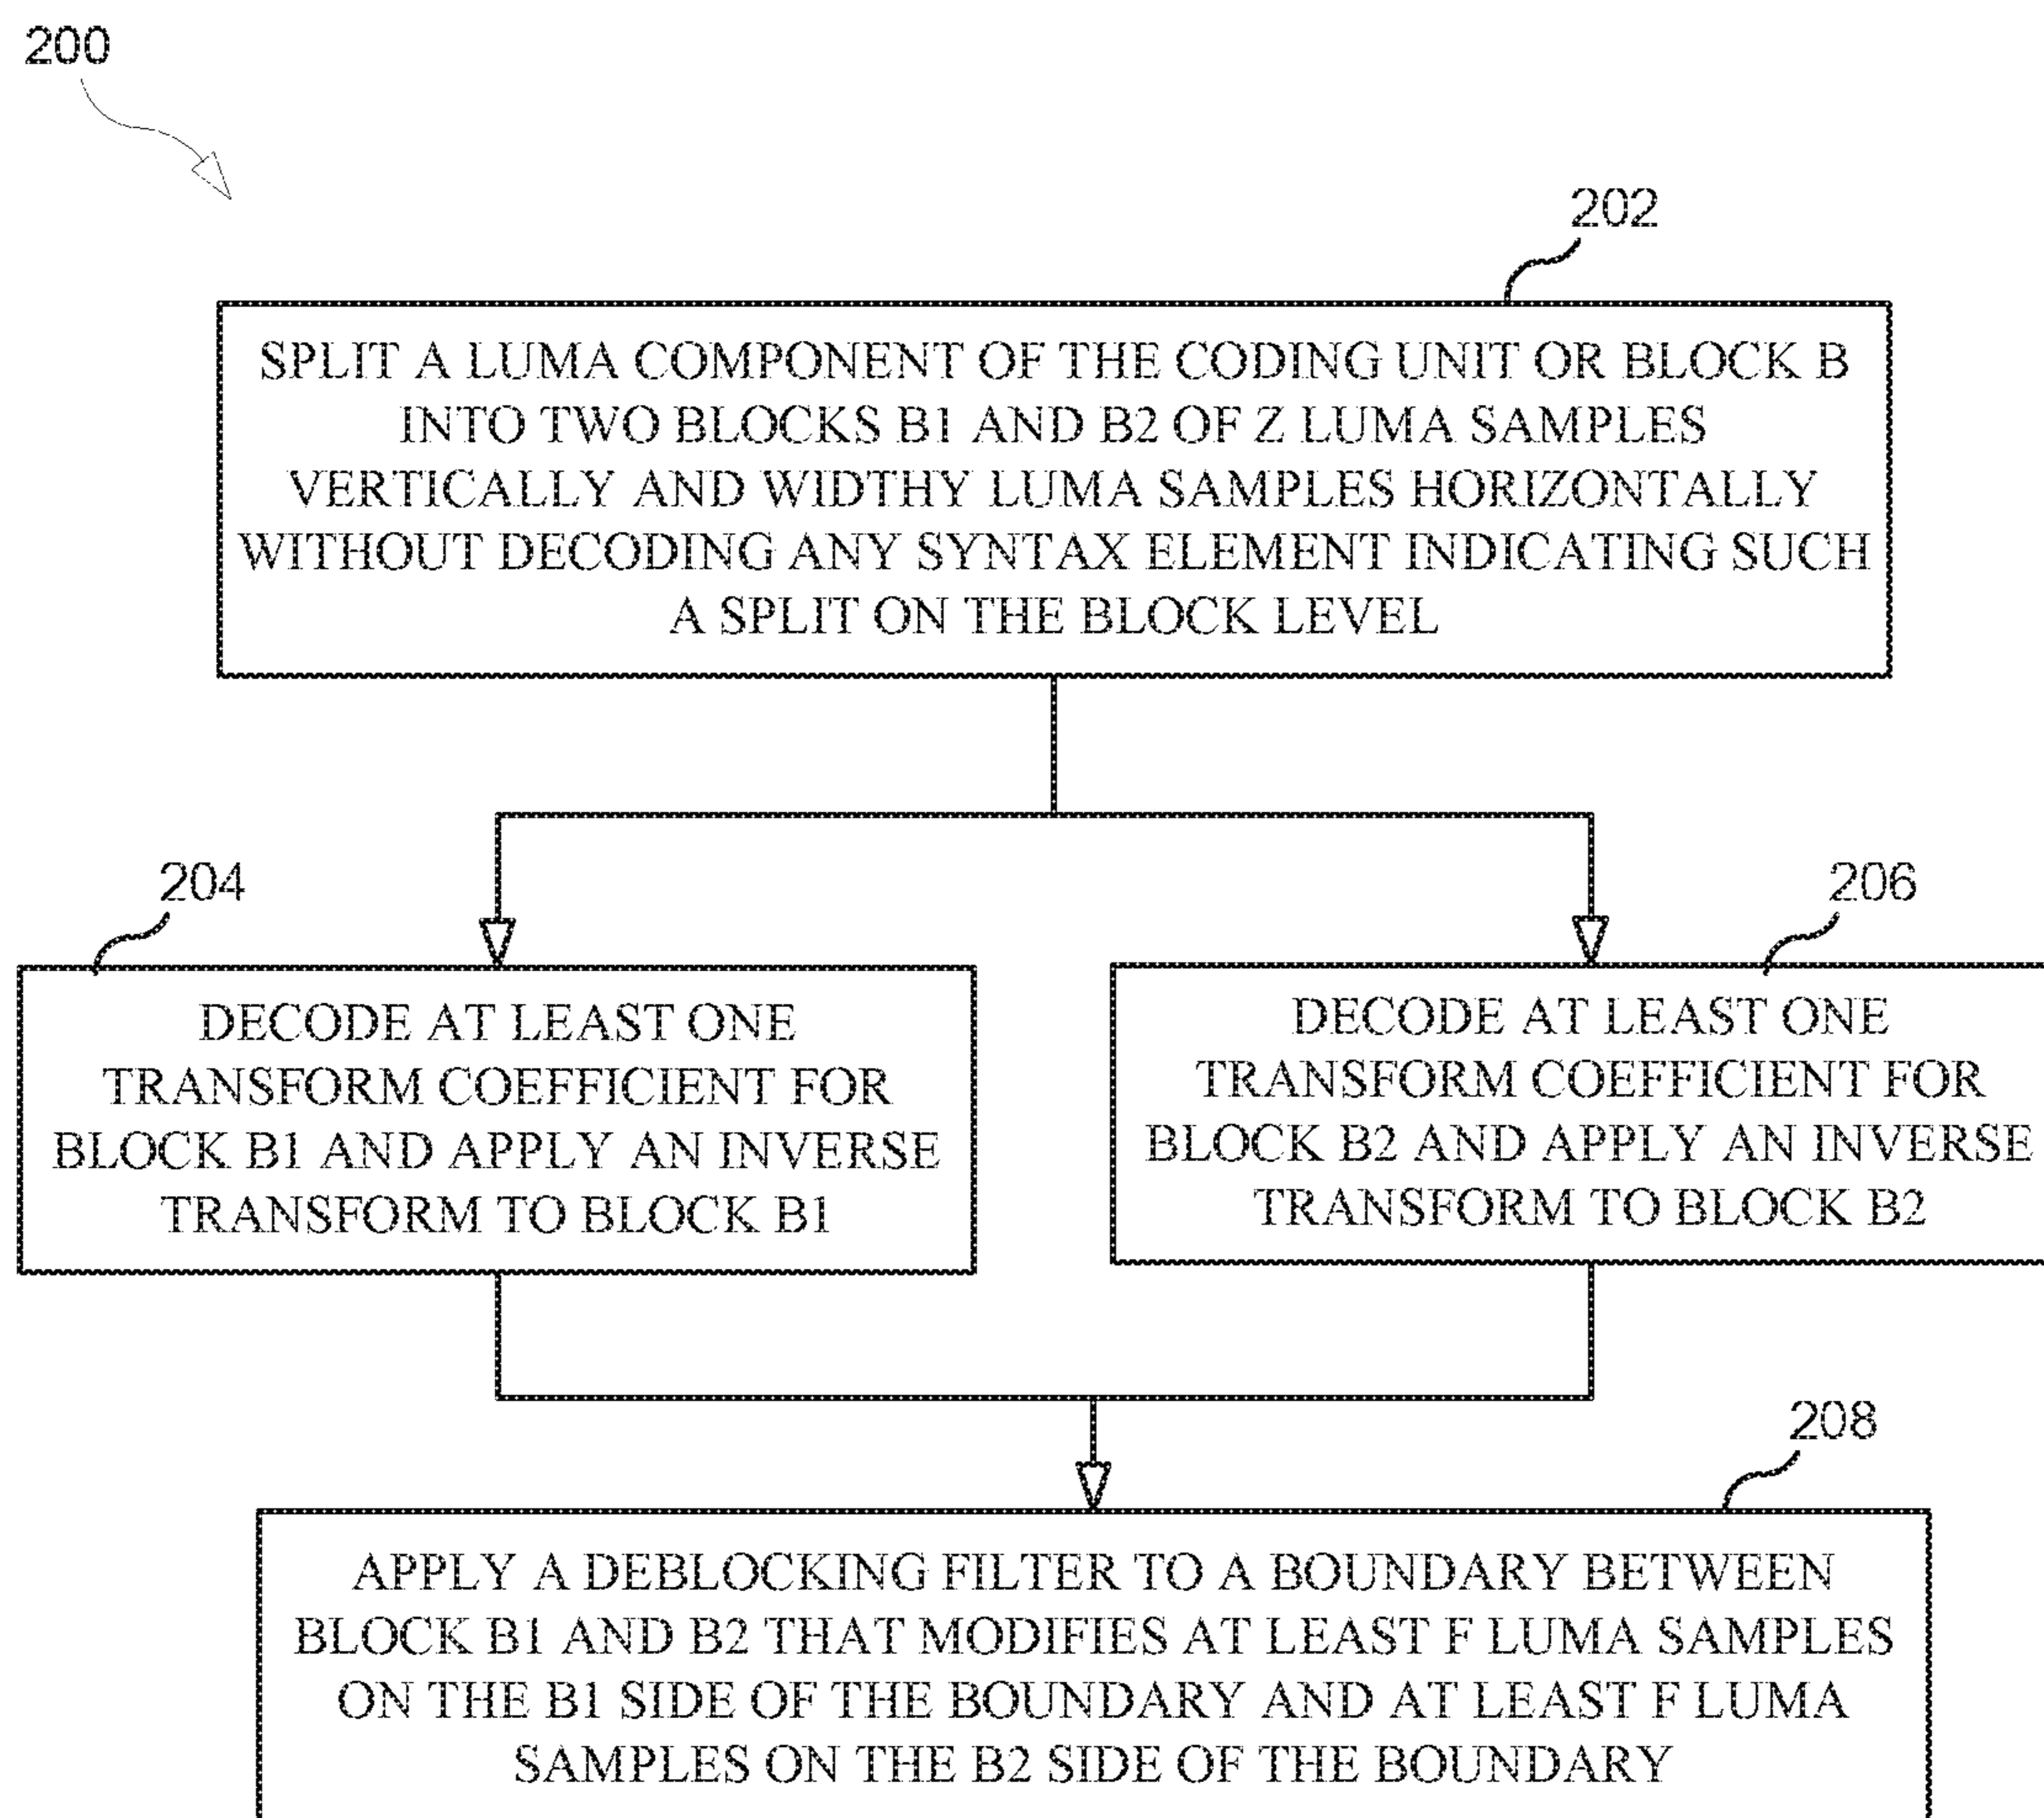 200
202
SPLIT A LUMA COMPONENT OF THE CODING UNIT OR BLOCK B
INTO TWO BLOCKS B1 AND B2 OF Z LUMA SAMPLES
VERTICALLY AND WIDTHY LUMA SAMPLES HORIZONTALLY
WITHOUT DECODING ANY SYNTAX ELEMENT INDICATING SUCH
A SPLIT ON THE BLOCK LEVEL
204
DECODE AT LEAST ONE
TRANSFORM COEFFICIENT FOR
BLOCK B1 AND APPLY AN INVERSE
TRANSFORM TO BLOCK B1
206
DECODE AT LEAST ONE
TRANSFORM COEFFICIENT FOR
BLOCK B2 AND APPLY AN INVERSE
TRANSFORM TO BLOCK B2
208
APPLY A DEBLOCKING FILTER TO A BOUNDARY BETWEEN
BLOCK B1 AND B2 THAT MODIFIES AT LEAST F LUMA SAMPLES
ON THE B1 SIDE OF THE BOUNDARY AND AT LEAST F LUMA
SAMPLES ON THE B2 SIDE OF THE BOUNDARY